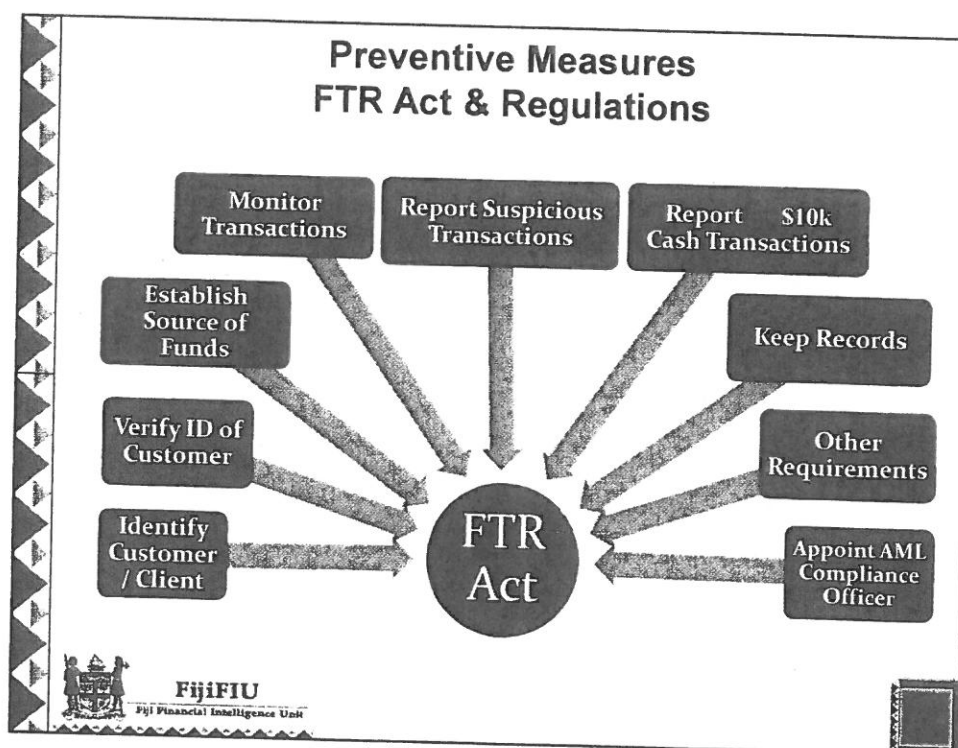 Preventive Measures
FTR Act & Regulations
Monitor
Transactions
Report Suspicious
Transactions
Report $10k
Cash Transactions
Establish
Source of
Funds
Keep Records
Verify ID of
Customer
Other
Requirements
Identify
Customer
/ Client
FTR
Act
Appoint AML
Compliance
Officer
FijiFIU
Fiji Financial Intelligence Unit